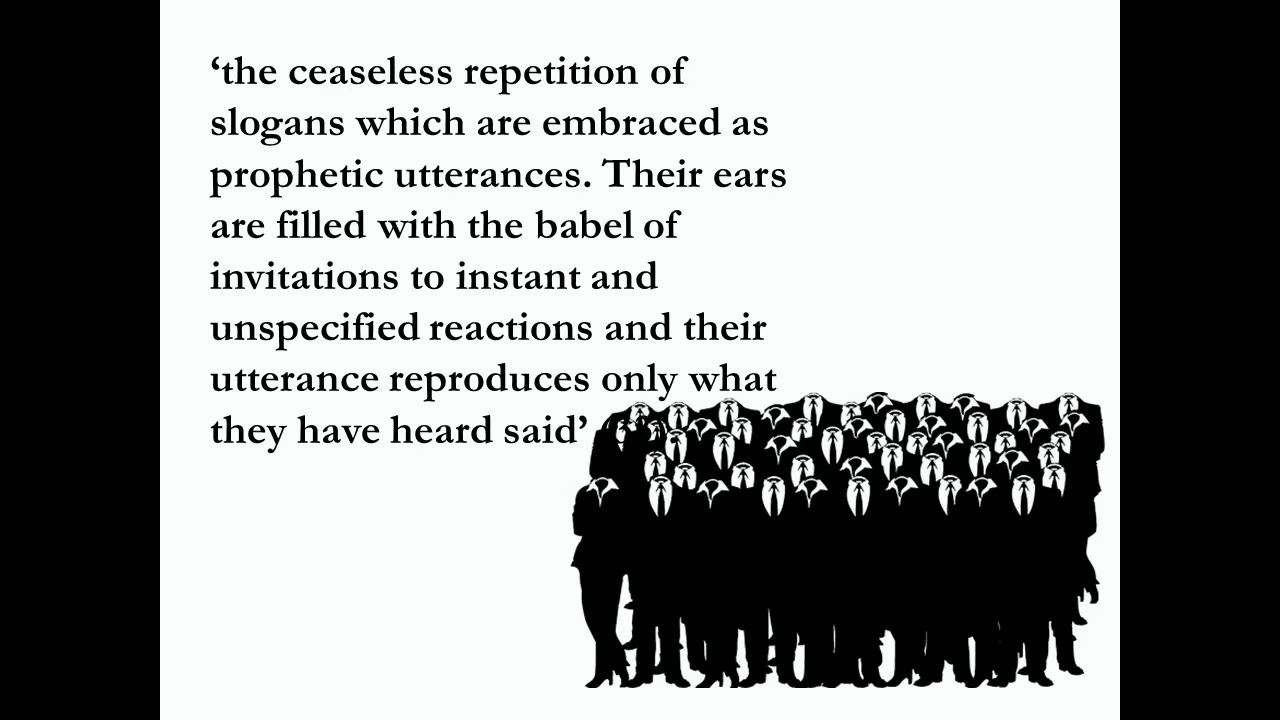 ‘the ceaseless repetition of
slogans which are embraced as
prophetic utterances. Their ears
are filled with the babel of
invitations to instant and
unspecified reactions and their
utterance reproduces only what
they have heard said’